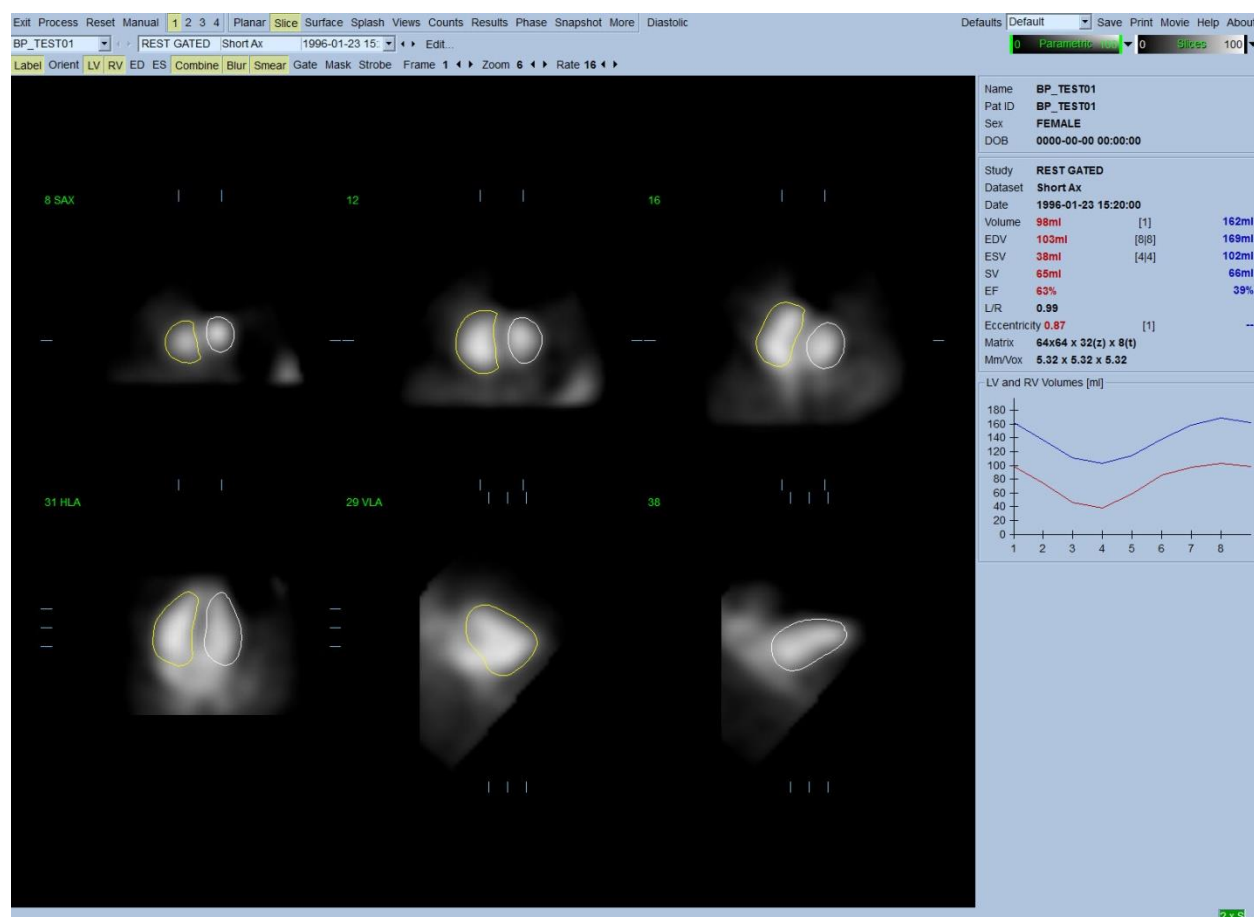 Exit Process Reset Manual 1 2 3 4 Planar Slice Surface Splash Views Counts Results Phase Snapshot More Diastolic Defaults Default Save Print Movie Help About
BP_TEST01 REST GATED Short Ax 1996-01-23 15: Edit... 0 Parametric 100 0 Slices 100
Label Orient LV RV ED ES Combine Blur Smear Gate Mask Strobe Frame 1 Zoom 6 Rate 16
Name BP_TEST01
Pat ID BP_TEST01
Sex FEMALE
DOB 0000-00-00 00:00:00
Study REST GATED
Dataset Short Ax
Date 1996-01-23 15:20:00
Volume 98ml [1] 162ml
EDV 103ml [8|8] 169ml
ESV 38ml [4|4] 102ml
SV 65ml 66ml
EF 63% 39%
L/R 0.99
Eccentricity 0.87 [1] --
Matrix 64x64 x 32(z) x 8(t)
Mm/Vox 5.32 x 5.32 x 5.32
LV and RV Volumes [ml]
180
160
140
120
100
80
60
40
20
0
1 2 3 4 5 6 7 8
8 SAX 12 16
31 HLA 29 VLA 38